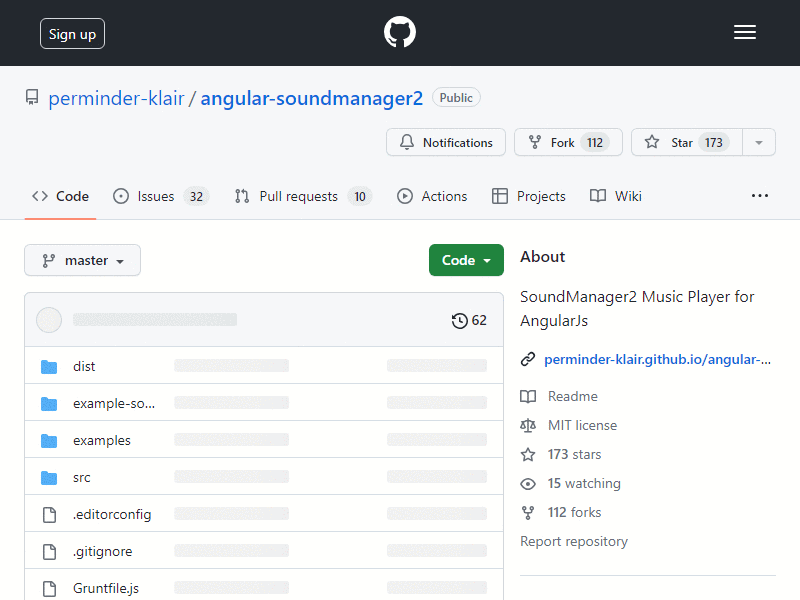 Sign up
perminder-klair / angular-soundmanager2 Public
Notifications Fork 112 Star 173
Code Issues 32 Pull requests 10 Actions Projects Wiki
master Code
62
dist
example-so...
examples
src
.editorconfig
.gitignore
Gruntfile.js
About
SoundManager2 Music Player for
AngularJs
perminder-klair.github.io/angular-...
Readme
MIT license
173 stars
15 watching
112 forks
Report repository